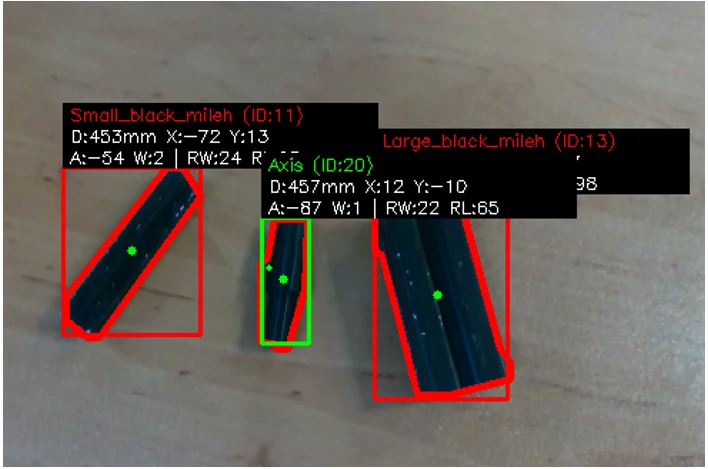 Small_black_mileh (ID:11)
D:453mm X:-72 Y:13
A:-54 W:2 | RW:24
Large_black_mileh (ID:13)
98
Axis (ID:20)
D:457mm X:12 Y:-10
A:-87 W:1 | RW:22 RL:65